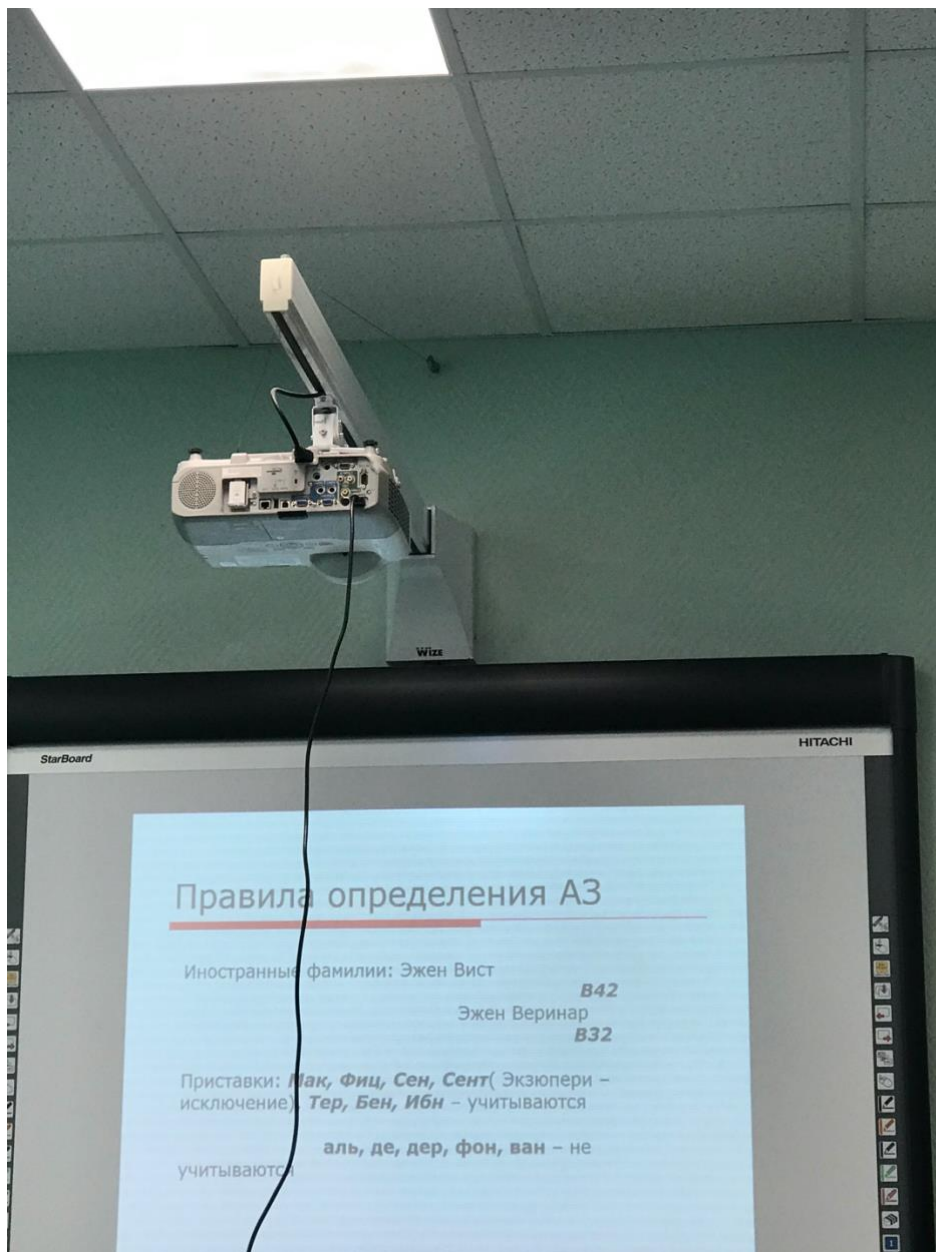 WIZE
StarBoard
HITACHI
Правила определения АЗ
Иностранные фамилии: Эжен Вист
В42
Эжен Веринар
В32
Приставки: Мак, Фиц, Сен, Сент( Экзюпери –
исключение), Тер, Бен, Ибн – учитываются
аль, де, дер, фон, ван – не
учитываются
1